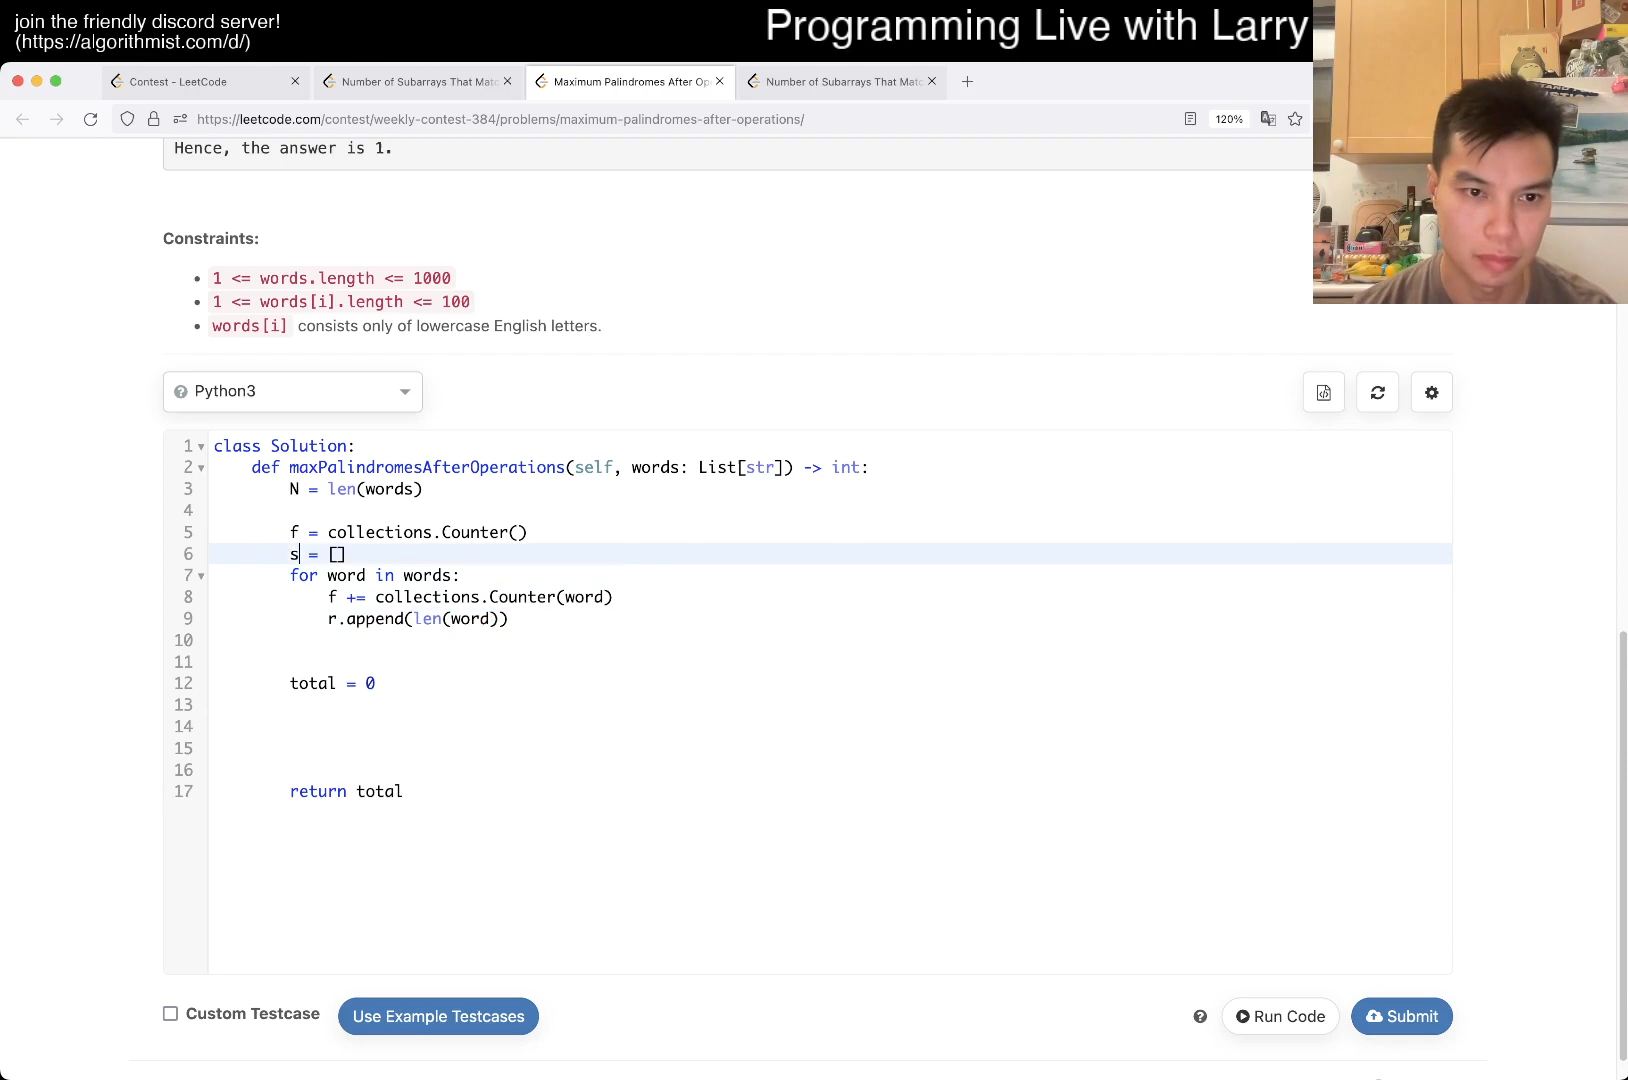 join the friendly discord server!
(https://algorithmist.com/d/)
Programming Live with Larry
Contest - LeetCode
Number of Subarrays That Matc
Maximum Palindromes After Op
Number of Subarrays That Matc
https://leetcode.com/contest/weekly-contest-384/problems/maximum-palindromes-after-operations/
120%
Hence, the answer is 1.
Constraints:
• 1 <= words.length <= 1000
• 1 <= words[i].length <= 100
• words[i] consists only of lowercase English letters.
Python3
1 class Solution:
2 def maxPalindromesAfterOperations(self, words: List[str]) -> int:
3 N = len(words)
4
5 f = collections.Counter()
6 s = []
7 for word in words:
8 f += collections.Counter(word)
9 r.append(len(word))
10
11
12 total = 0
13
14
15
16
17 return total
Custom Testcase
Use Example Testcases
Run Code
Submit